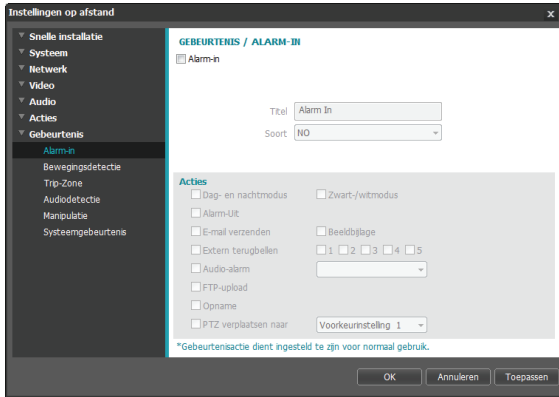 Instellingen op afstand x
Snelle installatie
Systeem
Netwerk
Video
Audio
Acties
Gebeurtenis
Alarm-in
Bewegingsdetectie
Trip-Zone
Audiodetectie
Manipulatie
Systeemgebeurtenis
GEBEURTENIS / ALARM-IN
Alarm-in
Titel Alarm In
Soort NO
Acties
Dag- en nachtmodus Zwart-/witmodus
Alarm-Uit
E-mail verzenden Beeldbijlage
Extern terugbellen 1 2 3 4 5
Audio-alarm
FTP-upload
Opname
PTZ verplaatsen naar Voorkeurinstelling 1
*Gebeurtenisactie dient ingesteld te zijn voor normaal gebruik.
OK Annuleren Toepassen